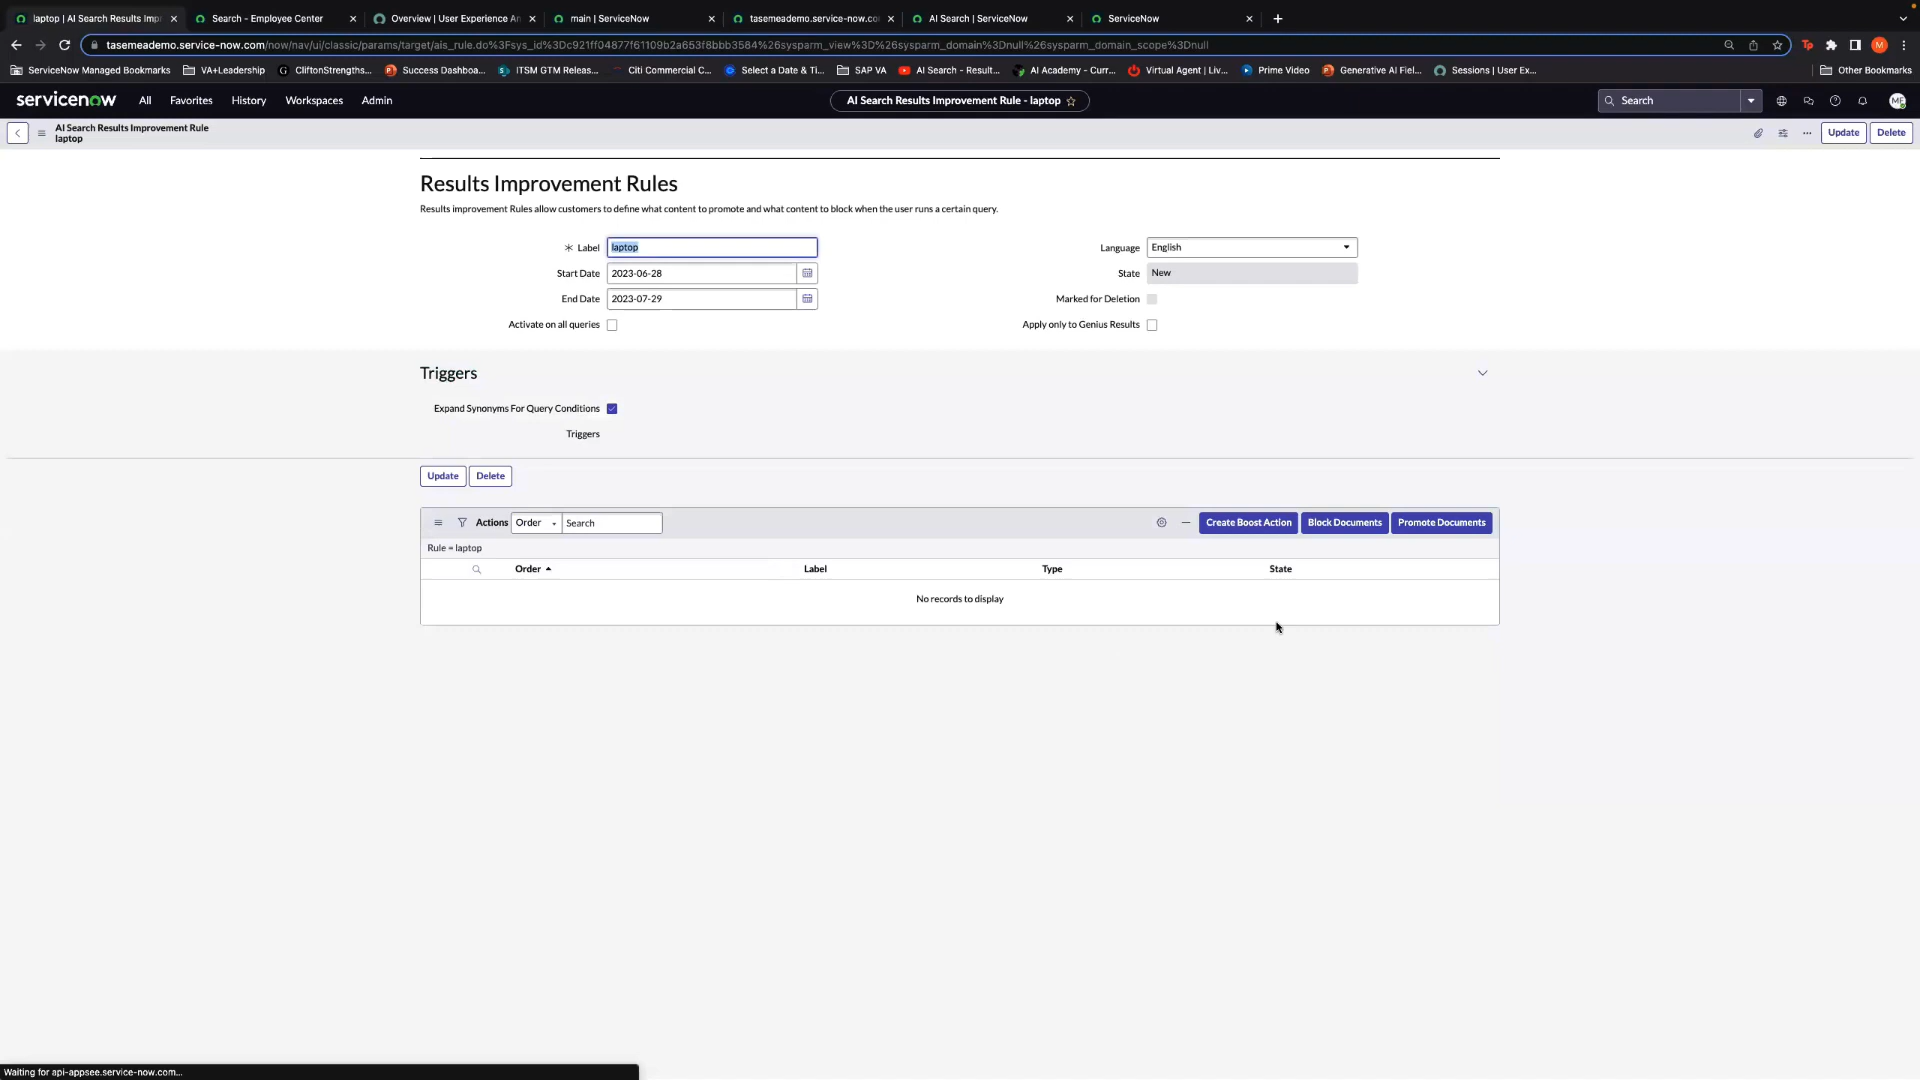 laptop | AI Search Results Impr
Search - Employee Center
Overview | User Experience An
main | ServiceNow
tasemeademo.service-now.co
AI Search | ServiceNow
ServiceNow
tasemeademo.service-now.com/now/nav/ui/classic/params/target/ais_rule.do%3Fsys_id%3Dc921ff04877f61109b2a653f8bbb3584%26sysparm_view%3D%26sysparm_domain%3Dnull%26sysparm_domain_scope%3Dnull
ServiceNow Managed Bookmarks
VA+Leadership
CliftonStrengths...
Success Dashboa...
ITSM GTM Releas...
Citi Commercial C...
Select a Date & Ti...
SAP VA
AI Search - Result...
AI Academy - Curr...
Virtual Agent | Liv...
Prime Video
Generative AI Fiel...
Sessions | User Ex...
Other Bookmarks
servicenow
All
Favorites
History
Workspaces
Admin
AI Search Results Improvement Rule - laptop
Search
MF
AI Search Results Improvement Rule
laptop
Update
Delete
Results Improvement Rules
Results improvement Rules allow customers to define what content to promote and what content to block when the user runs a certain query.
Label
laptop
Language
English
Start Date
2023-06-28
State
New
End Date
2023-07-29
Marked for Deletion
Activate on all queries
Apply only to Genius Results
Triggers
Expand Synonyms For Query Conditions
Triggers
Update
Delete
Actions
Order
Search
Create Boost Action
Block Documents
Promote Documents
Rule = laptop
Order
Label
Type
State
No records to display
Waiting for api-appsee.service-now.com...